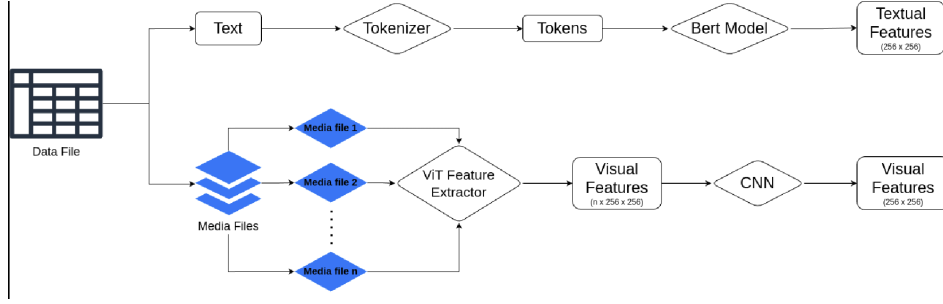 Text
Tokenizer
Tokens
Bert Model
Textual
Features
(256 x 256)
Data File
Media file 1
Media file 2
Media file n
Media Files
ViT Feature
Extractor
Visual
Features
(n x 256 x 256)
CNN
Visual
Features
(256 x 256)